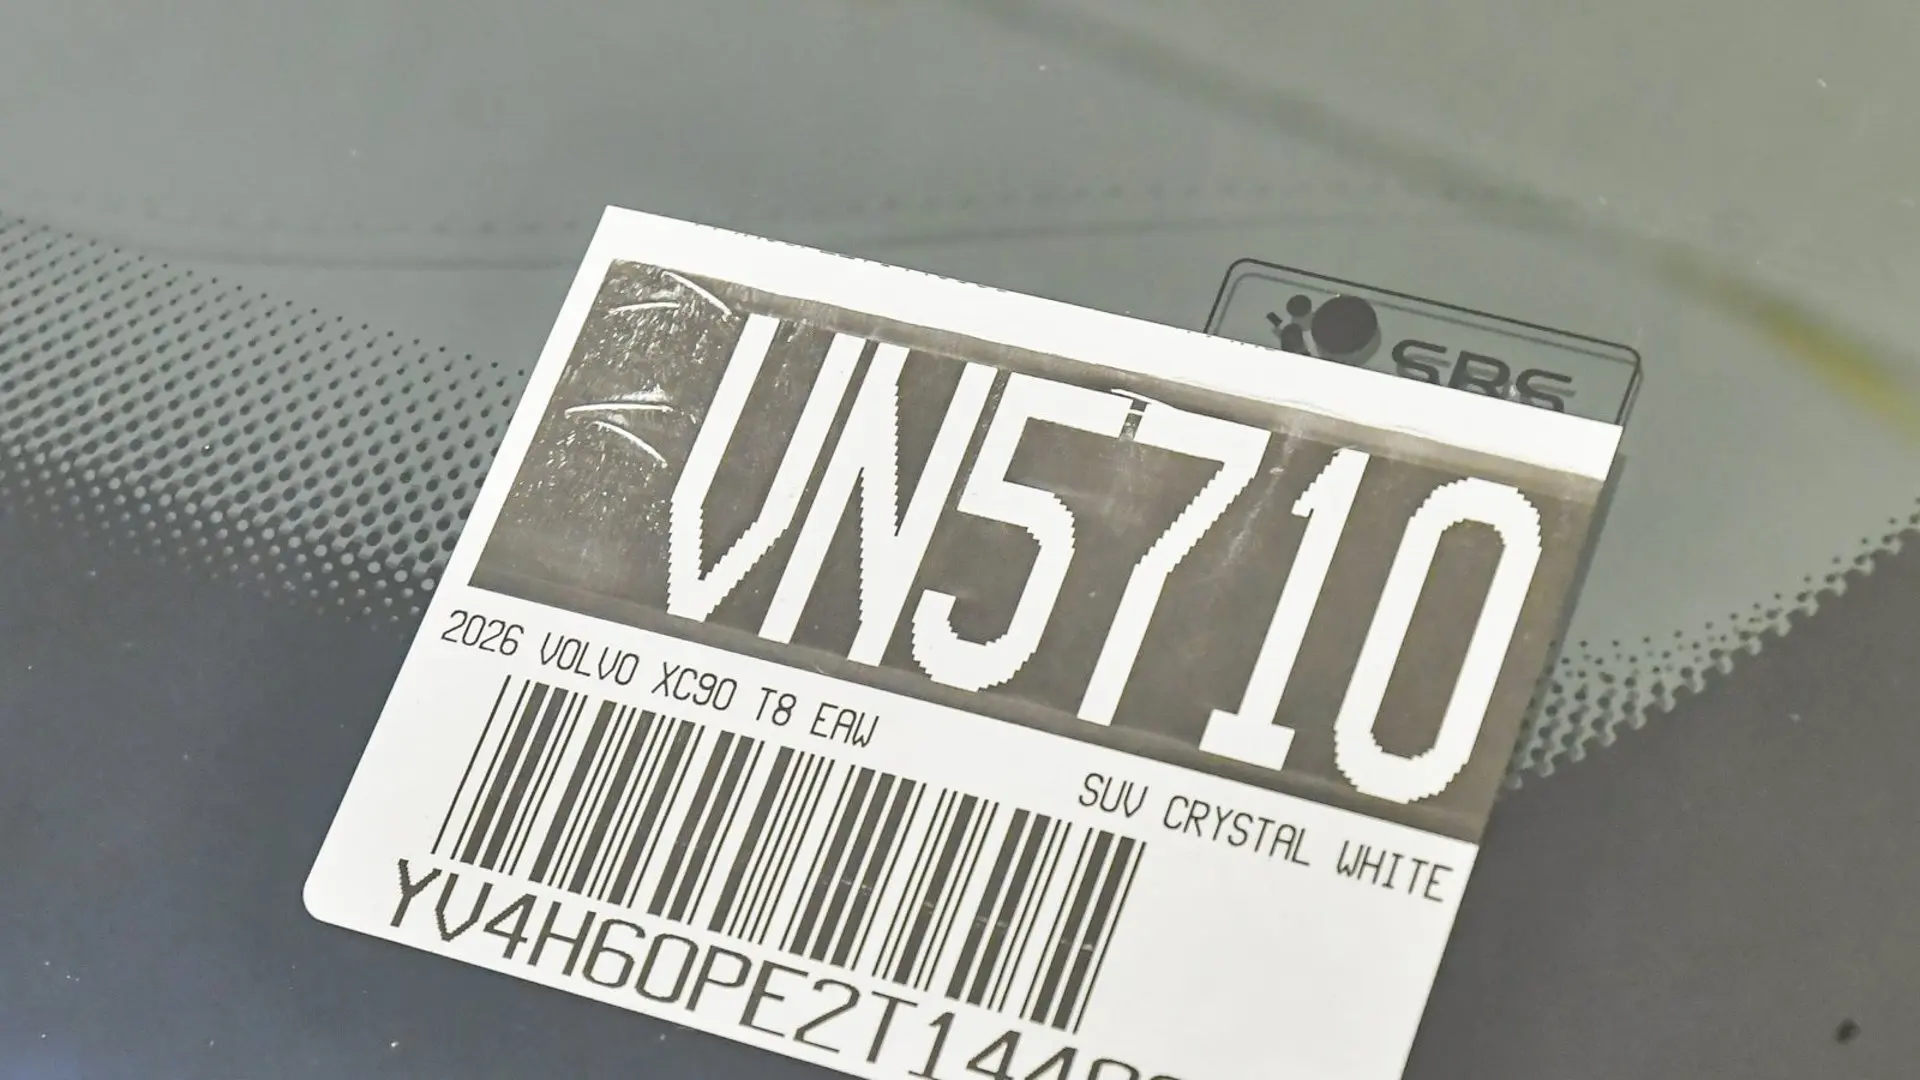 SRS
VN5710
2026 VOLVO XC90 T8 EAW
SUV CRYSTAL WHITE
YV4H60PE2T144